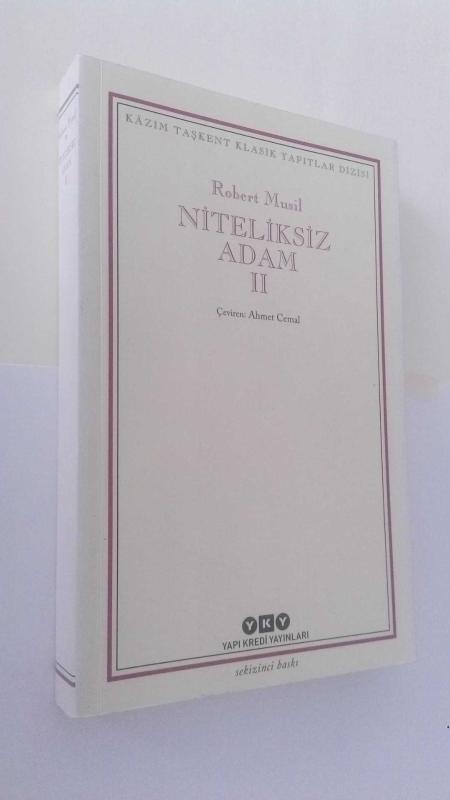 KÂZIM TAŞKENT KLASİK YAPITLAR DİZİSİ
Robert Musil
NİTELİKSİZ
ADAM
II
Çeviren: Ahmet Cemal
YKY
YAPI KREDİ YAYINLARI
sekizinci baskı
Musil